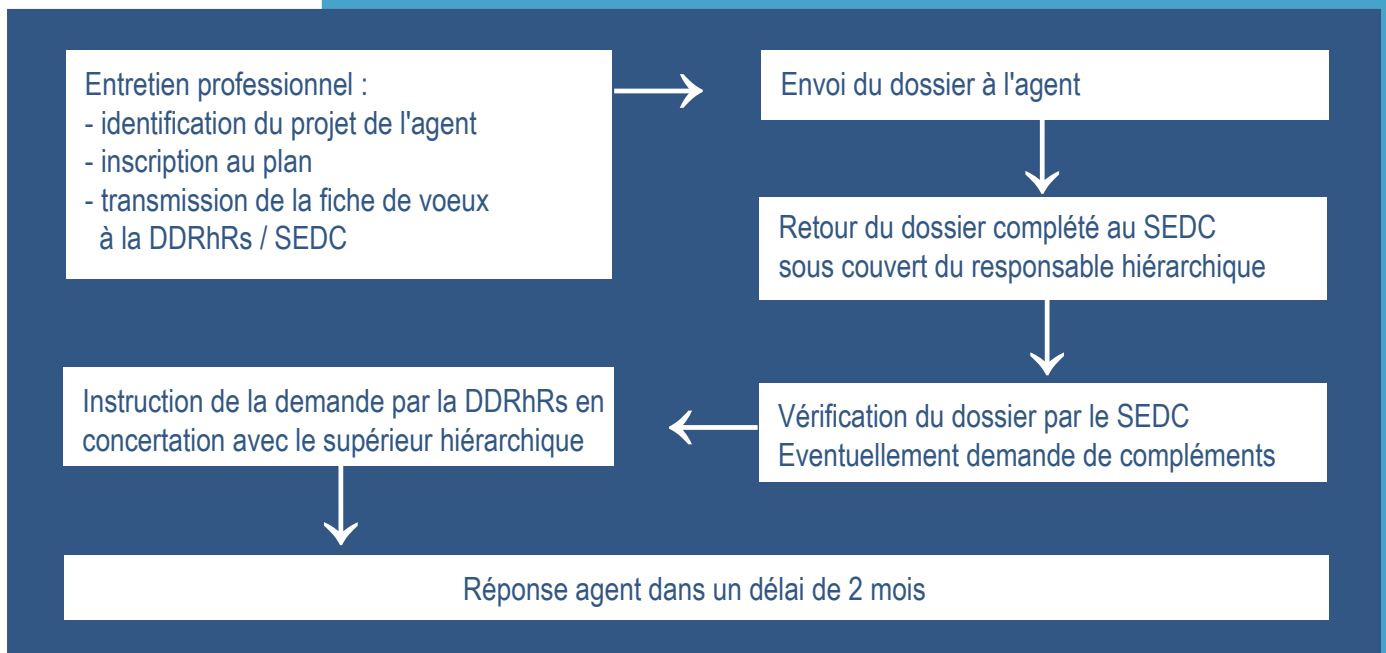 Entretien professionnel :
- identification du projet de l'agent
- inscription au plan
- transmission de la fiche de voeux
à la DDRhRs / SEDC
Envoi du dossier à l'agent
Retour du dossier complété au SEDC
sous couvert du responsable hiérarchique
Vérification du dossier par le SEDC
Eventuellement demande de compléments
Instruction de la demande par la DDRhRs en
concertation avec le supérieur hiérarchique
Réponse agent dans un délai de 2 mois